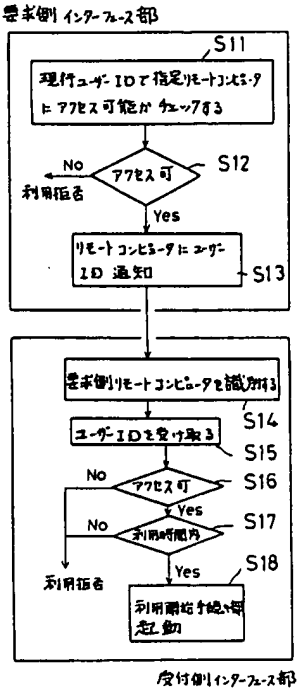 要求側 インターフェース部
S11
現行ユーザーIDで指定リモートコンピュータ
にアクセス可能かチェックする
S12
アクセス可
No
利用拒否
Yes
リモートコンピュータにユーザー
ID 通知
S13
要求側リモートコンピュータを識別する
S14
ユーザーIDを受け取る
S15
アクセス可
S16
No
Yes
利用時間内
S17
No
利用拒否
Yes
S18
利用開始手続き部
起動
受付側インターフェース部